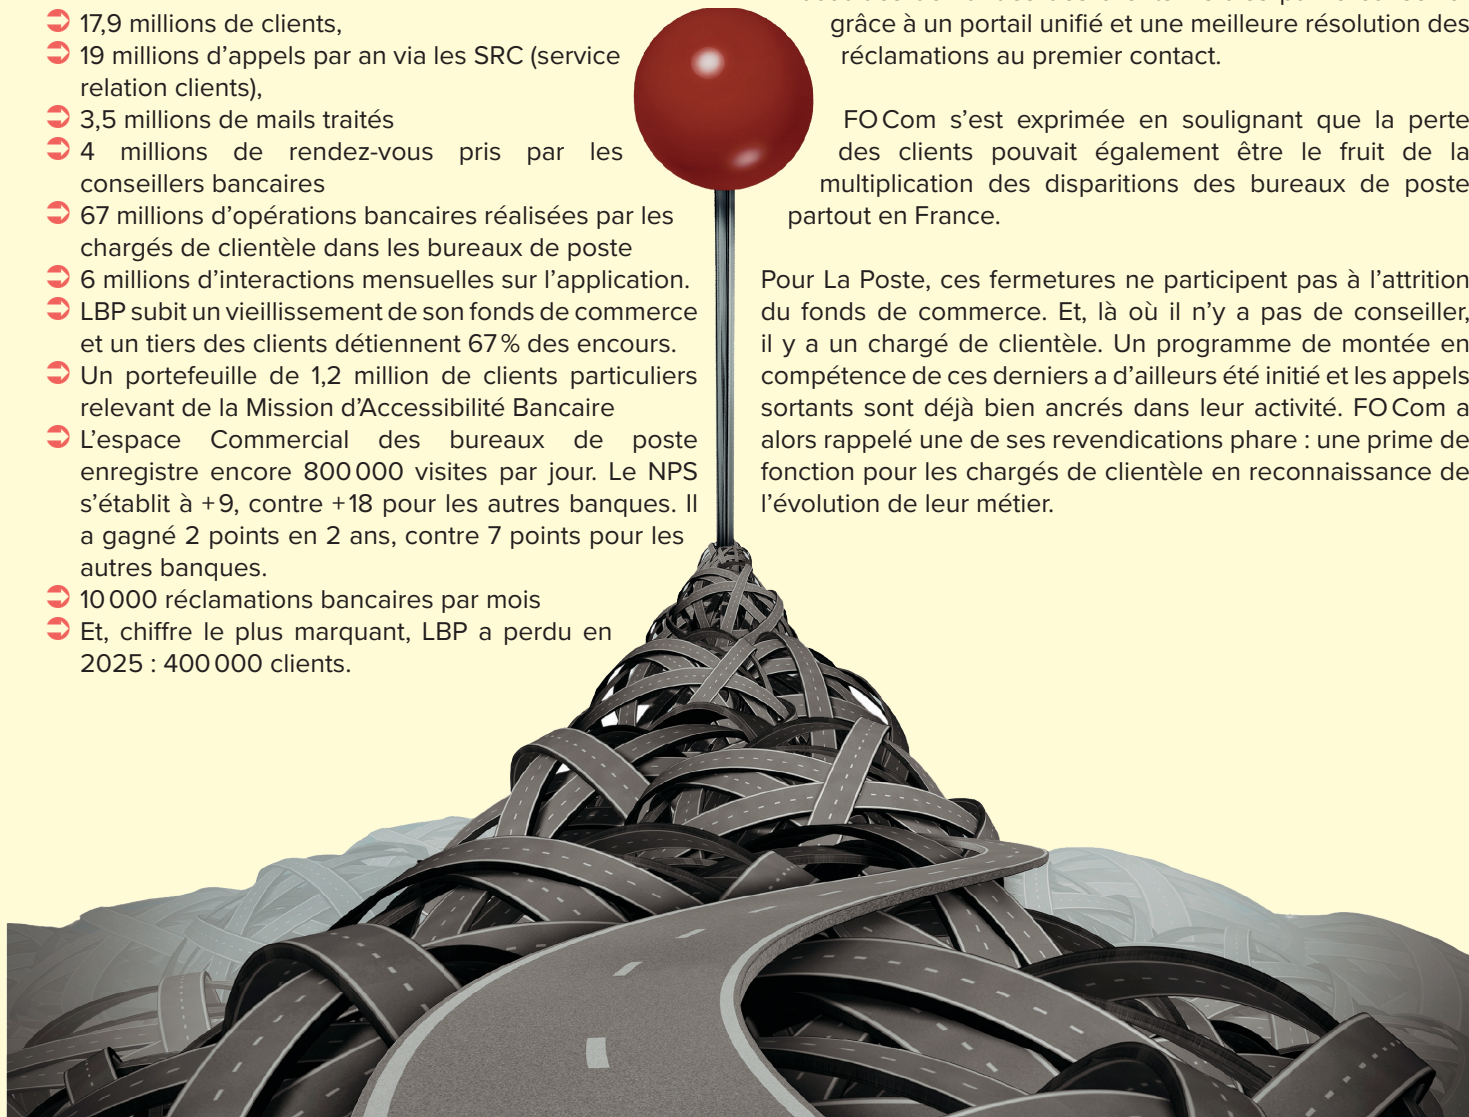 17,9 millions de clients,
19 millions d’appels par an via les SRC (service
relation clients),
3,5 millions de mails traités
4 millions de rendez-vous pris par les
conseillers bancaires
67 millions d’opérations bancaires réalisées par les
chargés de clientèle dans les bureaux de poste
6 millions d’interactions mensuelles sur l’application.
LBP subit un vieillissement de son fonds de commerce
et un tiers des clients détiennent 67 % des encours.
Un portefeuille de 1,2 million de clients particuliers
relevant de la Mission d’Accessibilité Bancaire
L’espace Commercial des bureaux de poste
enregistre encore 800 000 visites par jour. Le NPS
s’établit à + 9, contre + 18 pour les autres banques. Il
a gagné 2 points en 2 ans, contre 7 points pour les
autres banques.
10 000 réclamations bancaires par mois
Et, chiffre le plus marquant, LBP a perdu en
2025 : 400 000 clients.
grâce à un portail unifié et une meilleure résolution des
réclamations au premier contact.
FO Com s’est exprimée en soulignant que la perte
des clients pouvait également être le fruit de la
multiplication des disparitions des bureaux de poste
partout en France.
Pour La Poste, ces fermetures ne participent pas à l’attrition
du fonds de commerce. Et, là où il n’y a pas de conseiller,
il y a un chargé de clientèle. Un programme de montée en
compétence de ces derniers a d’ailleurs été initié et les appels
sortants sont déjà bien ancrés dans leur activité. FO Com a
alors rappelé une de ses revendications phare : une prime de
fonction pour les chargés de clientèle en reconnaissance de
l’évolution de leur métier.